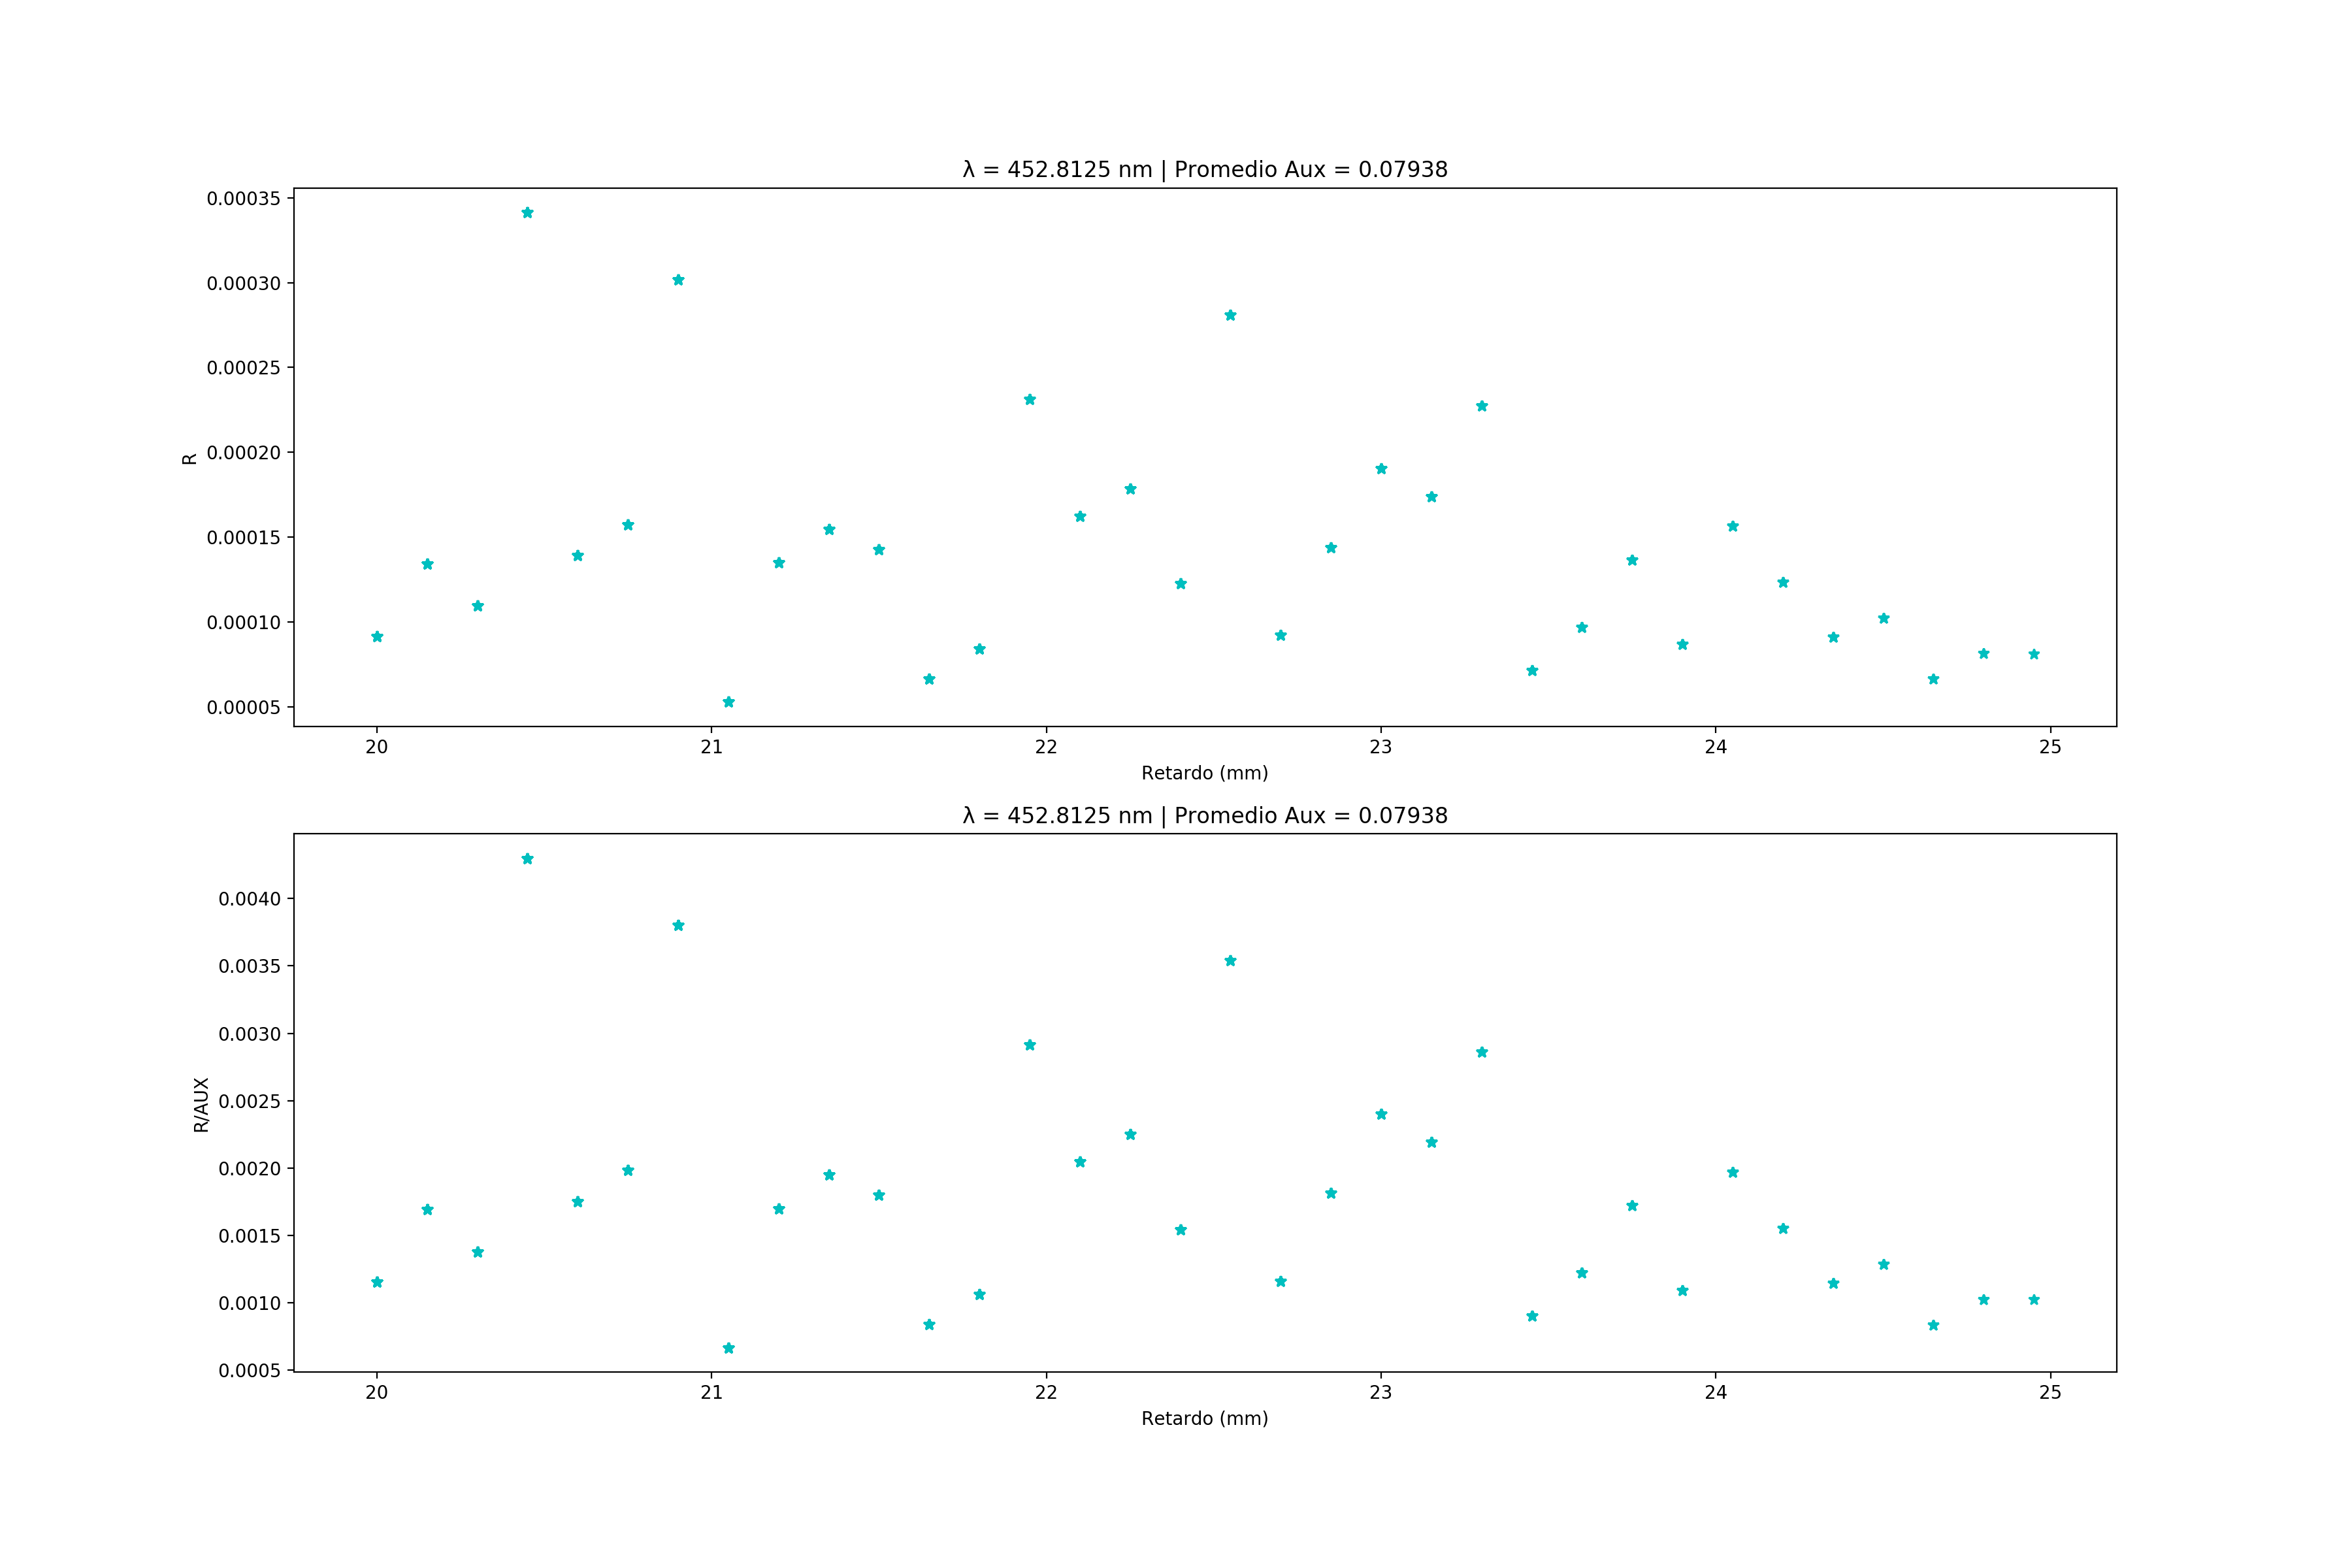 λ = 452.8125 nm | Promedio Aux = 0.07938
0.00035
0.00030
0.00025
0.00020
0.00015
0.00010
0.00005
R
20 21 22 23 24 25
Retardo (mm)
λ = 452.8125 nm | Promedio Aux = 0.07938
0.0040
0.0035
0.0030
0.0025
0.0020
0.0015
0.0010
0.0005
R/AUX
20 21 22 23 24 25
Retardo (mm)